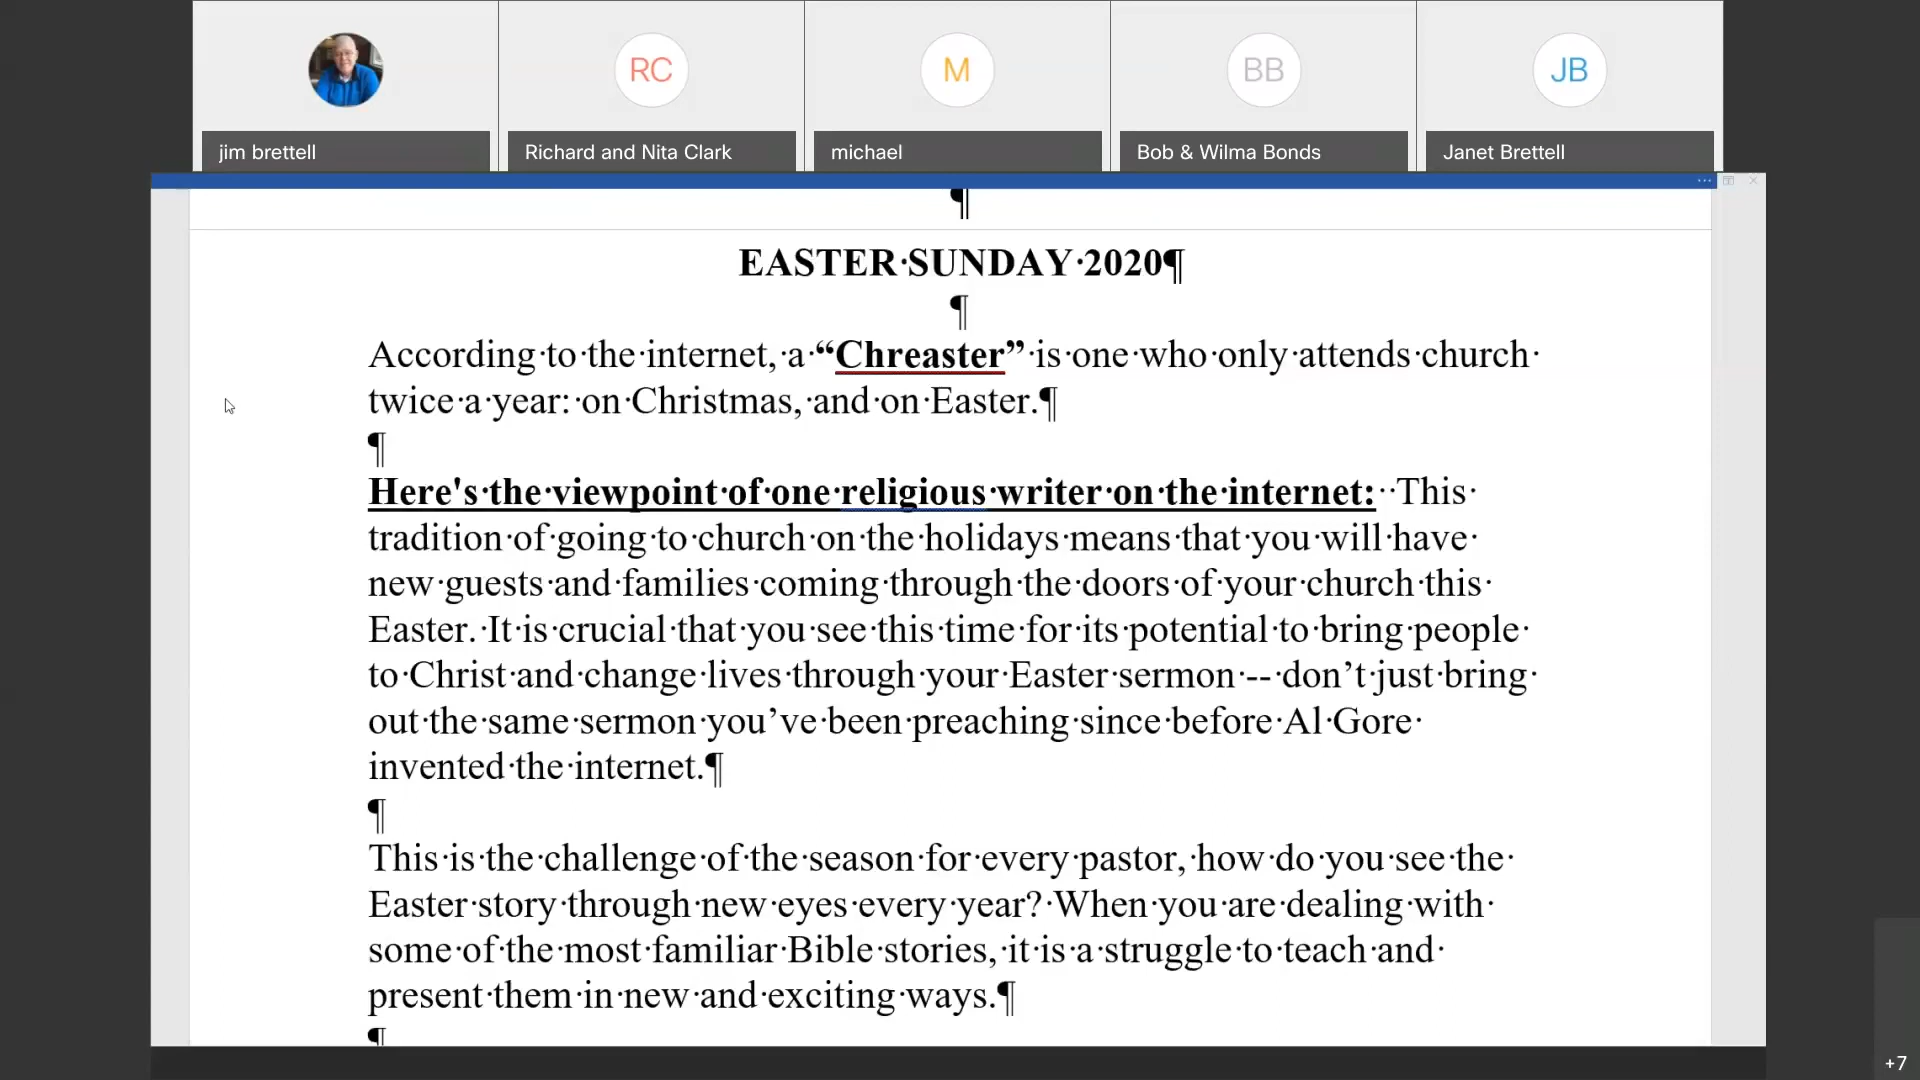 RC
M
BB
JB
jim brettell
Richard and Nita Clark
michael
Bob & Wilma Bonds
Janet Brettell
¶
EASTER·SUNDAY·2020¶
¶
According·to·the·internet,·a·“Chreaster”·is·one·who·only·attends·church·
twice·a·year:·on·Christmas,·and·on·Easter.¶
¶
Here's·the·viewpoint·of·one·religious·writer·on·the·internet:··This·
tradition·of·going·to·church·on·the·holidays·means·that·you·will·have·
new·guests·and·families·coming·through·the·doors·of·your·church·this·
Easter.·It·is·crucial·that·you·see·this·time·for·its·potential·to·bring·people·
to·Christ·and·change·lives·through·your·Easter·sermon·--·don’t·just·bring·
out·the·same·sermon·you’ve·been·preaching·since·before·Al·Gore·
invented·the·internet.¶
¶
This·is·the·challenge·of·the·season·for·every·pastor,·how·do·you·see·the·
Easter·story·through·new·eyes·every·year?·When·you·are·dealing·with·
some·of·the·most·familiar·Bible·stories,·it·is·a·struggle·to·teach·and·
present·them·in·new·and·exciting·ways.¶
¶
+7